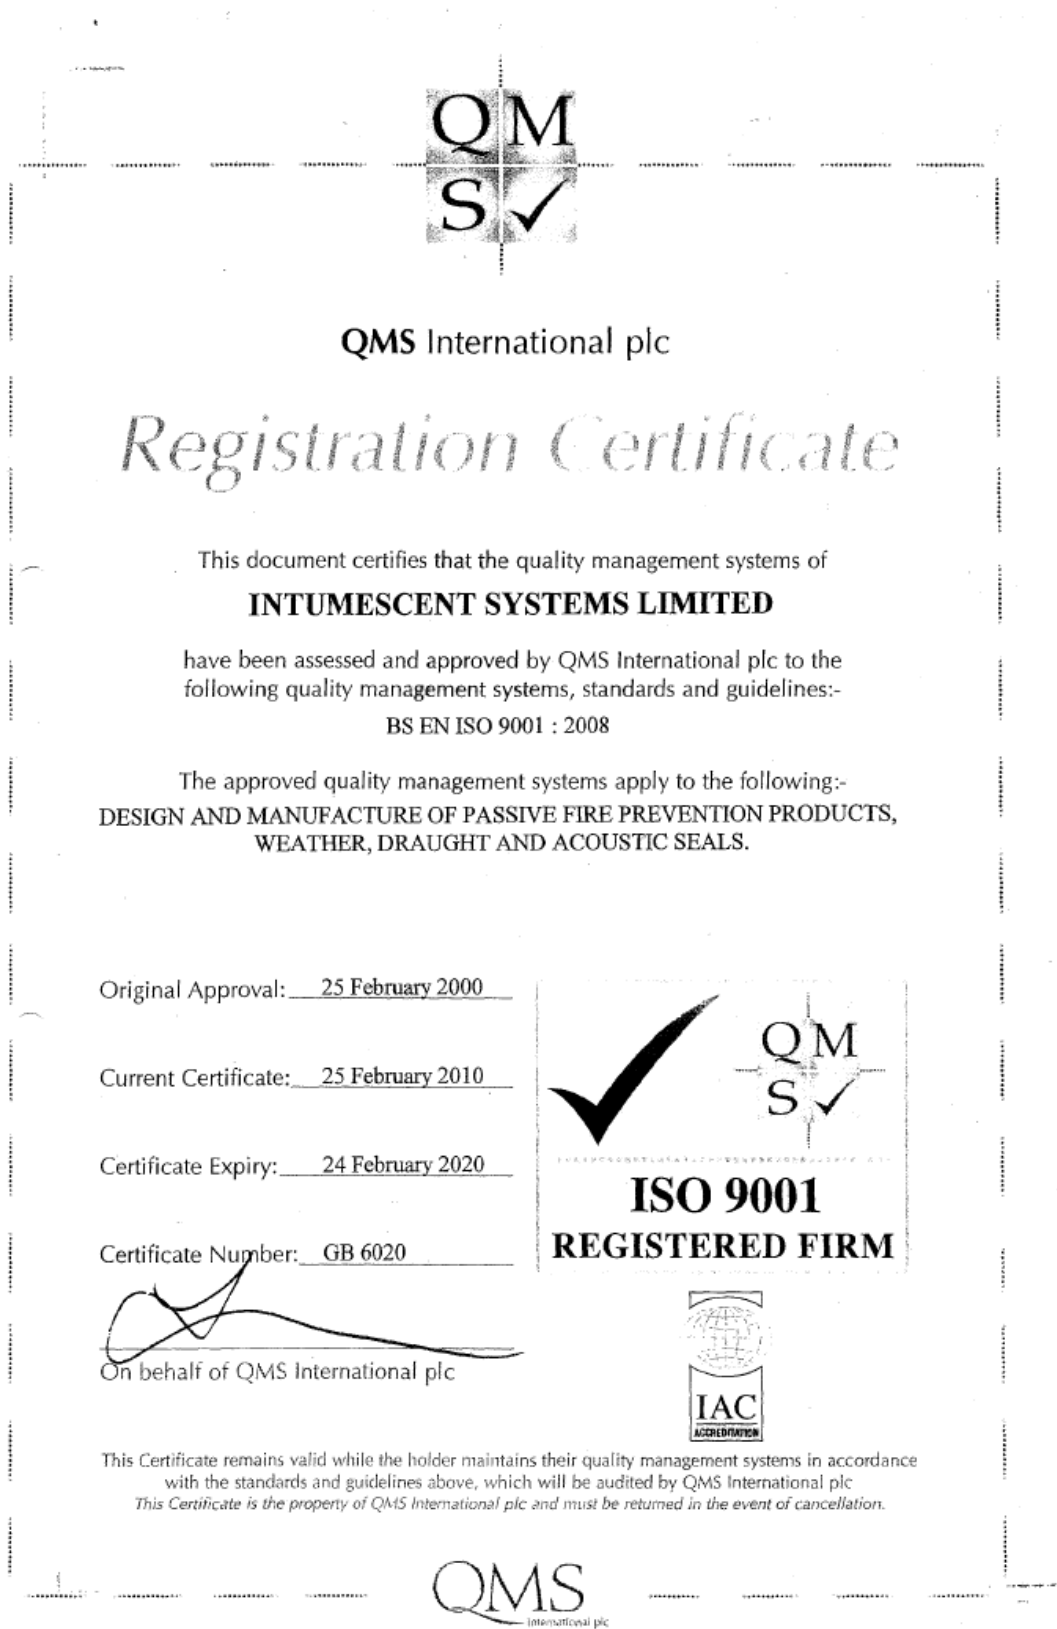 QM
S
QMS International plc
Registration Certificate
This document certifies that the quality management systems of
INTUMESCENT SYSTEMS LIMITED
have been assessed and approved by QMS International plc to the
following quality management systems, standards and guidelines:-
BS EN ISO 9001 : 2008
The approved quality management systems apply to the following:-
DESIGN AND MANUFACTURE OF PASSIVE FIRE PREVENTION PRODUCTS,
WEATHER, DRAUGHT AND ACOUSTIC SEALS.
Original Approval: 25 February 2000
Current Certificate: 25 February 2010
Certificate Expiry: 24 February 2020
Certificate Number: GB 6020
On behalf of QMS International plc
QM
S
ISO 9001
REGISTERED FIRM
IAC
ACCREDITATION
This Certificate remains valid while the holder maintains their quality management systems in accordance
with the standards and guidelines above, which will be audited by QMS International plc
This Certificate is the property of QMS International plc and must be returned in the event of cancellation.
QMS
International plc